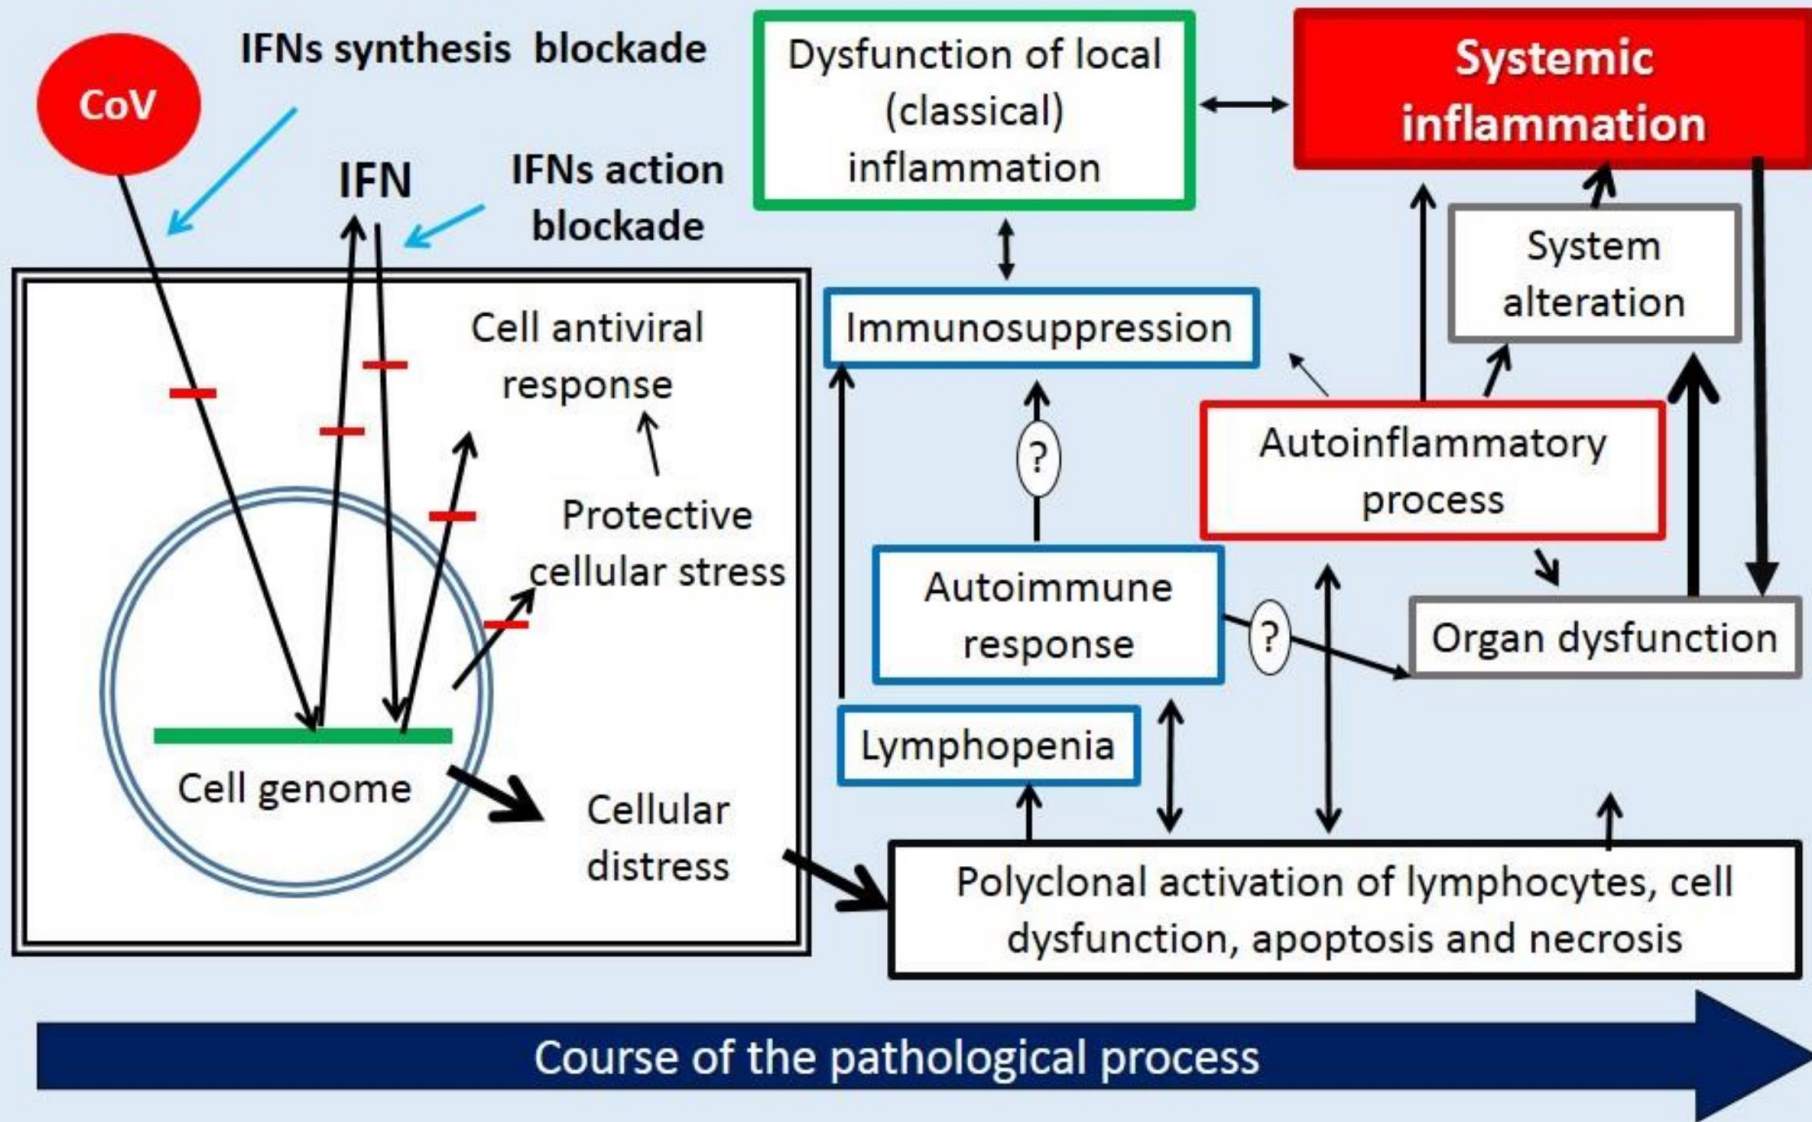 CoV
IFNs synthesis blockade
IFN
IFNs action
blockade
Cell antiviral
response
Protective
cellular stress
Cell genome
Cellular
distress
Dysfunction of local
(classical)
inflammation
Systemic
inflammation
System
alteration
Immunosuppression
?
Autoinflammatory
process
Autoimmune
response
?
Organ dysfunction
Lymphopenia
Polyclonal activation of lymphocytes, cell
dysfunction, apoptosis and necrosis
Course of the pathological process